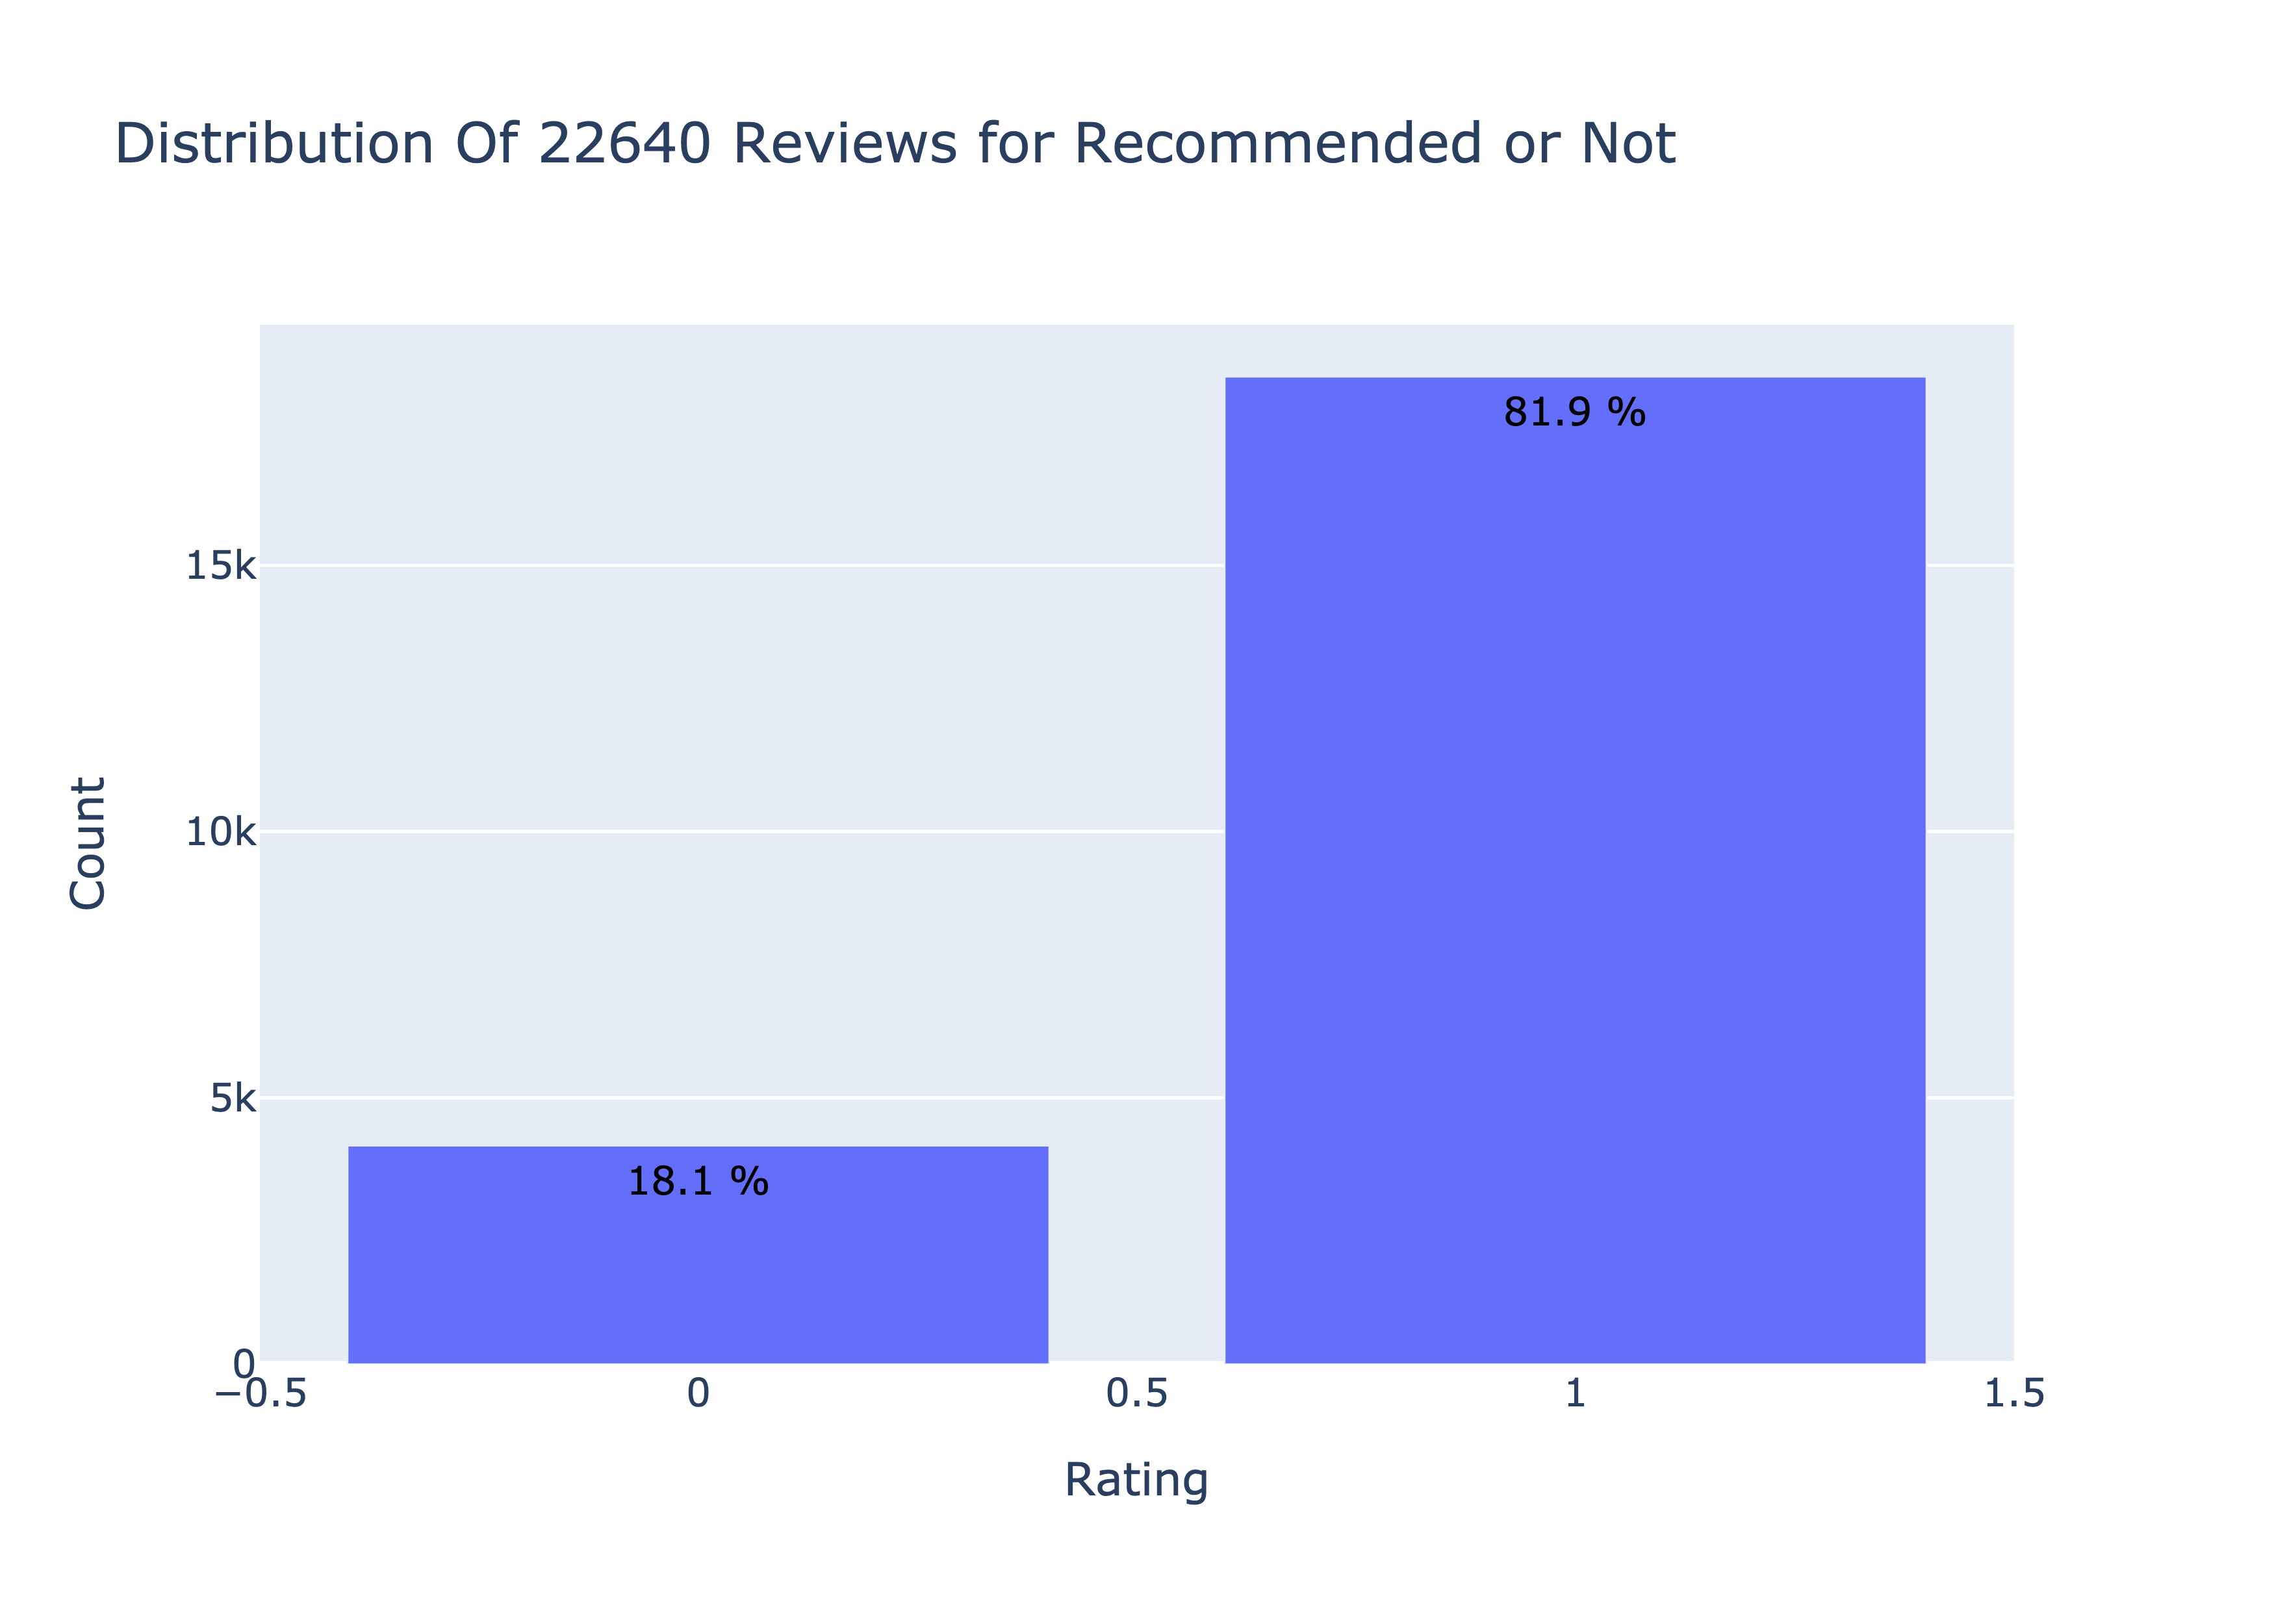 Distribution Of 22640 Reviews for Recommended or Not
81.9 %
15k
10k
Count
5k
18.1 %
0
−0.5
0
0.5
1
1.5
Rating